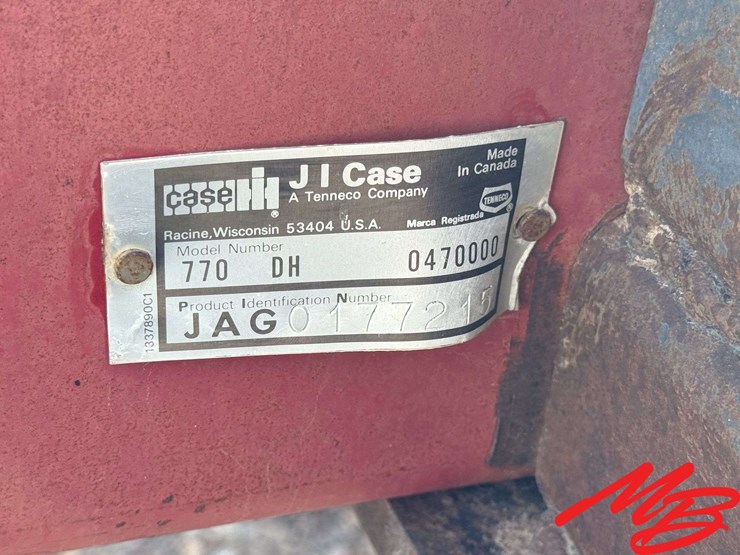 case IH
J I Case
A Tenneco Company
Made
In Canada
TENNECO
Racine, Wisconsin 53404 U.S.A.
Marca Registrada
Model Number
770 DH 0470000
Product Identification Number
JAG0177215
1337890C1
MB